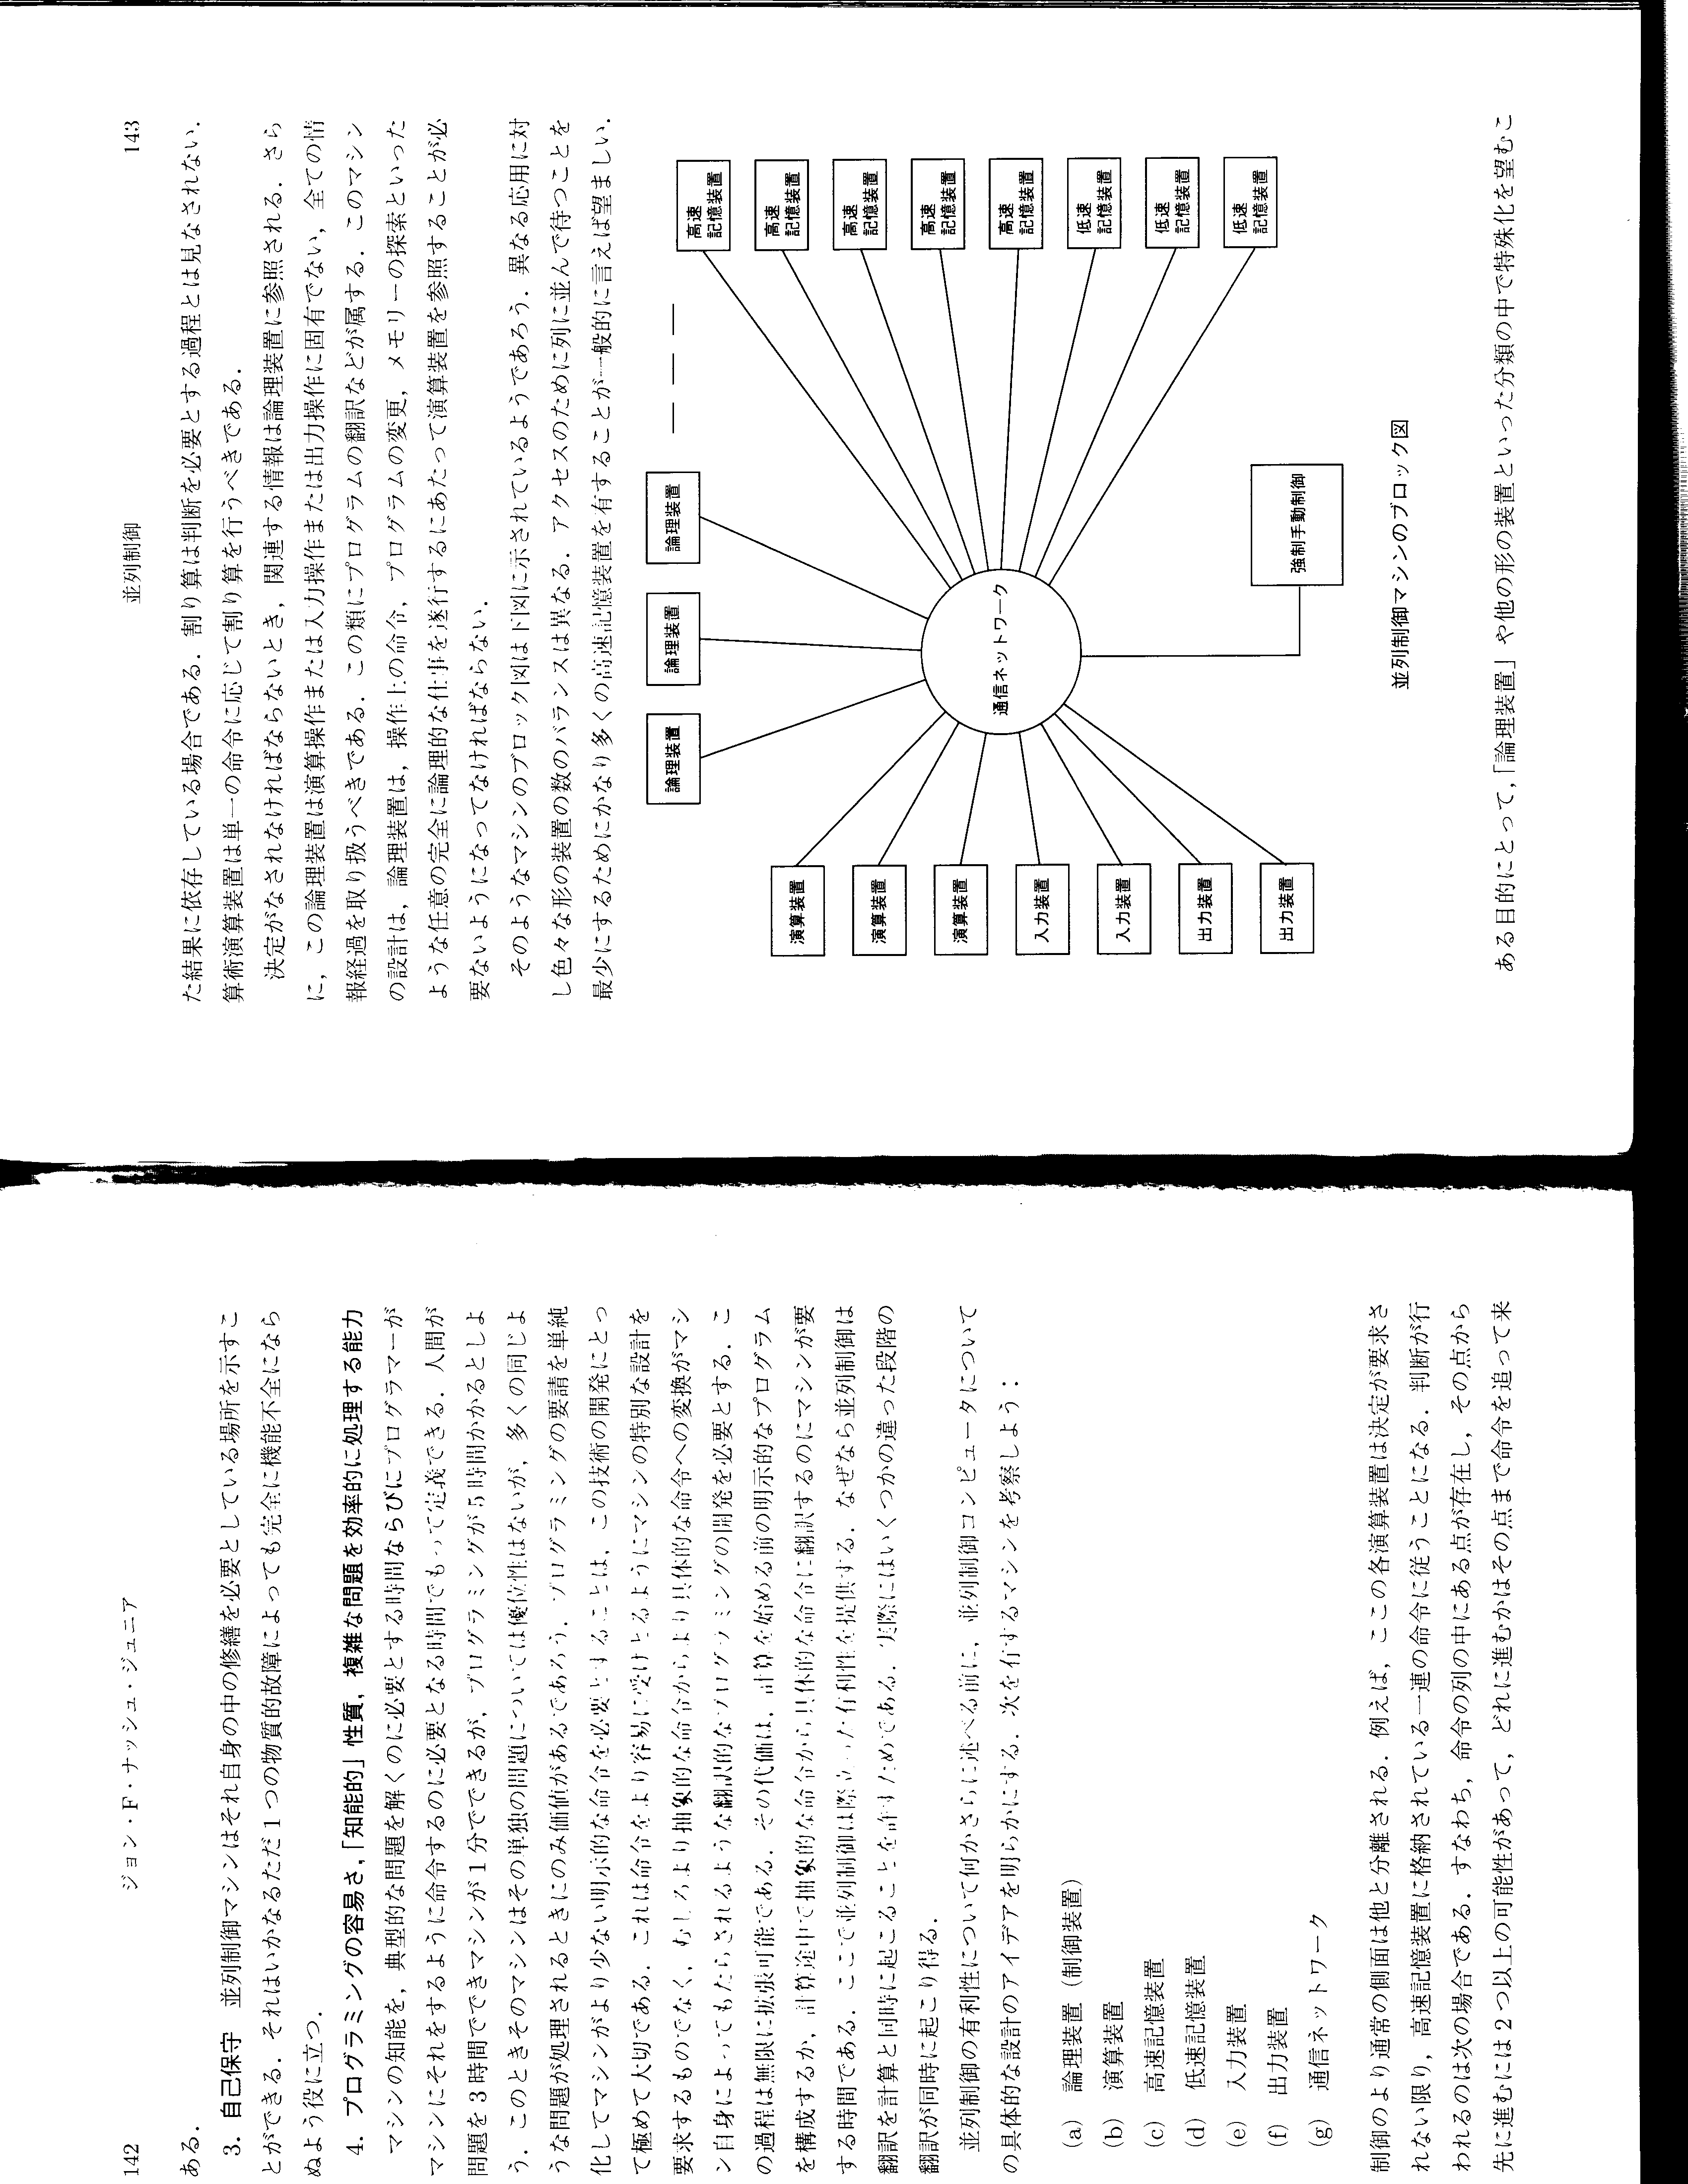 142
ジョン・F・ナッシュ・ジュニア
ある.
3. 自己保守 並列制御マシンはそれ自身の中の修繕を必要としている場所を示すこ
とができる. それはいかなるただ1つの物質的故障によっても完全に機能不全になら
ぬよう役に立つ.
4. プログラミングの容易さ,「知能的」性質, 複雑な問題を効率的に処理する能力
マシンの知能を, 典型的な問題を解くのに必要とする時間ならびにプログラマーが
マシンにそれをするように命令するのに必要となる時間でもって定義できる. 人間が
問題を3時間でできマシンが1分でできるが, プログラミングが5時間かかるとしよ
う. このときそのマシンはその単独の問題については優位性はないが, 多くの同じよ
うな問題が処理されるときにのみ価値があるであろう. プログラミングの要請を単純
化してマシンがより少ない明示的な命令を必要とすることは, この技術の開発にとっ
て極めて大切である. これは命令をより容易に受けとるようにマシンの特別な設計を
要求するものでなく, むしろより抽象的な命令からより具体的な命令への変換がマシ
ン自身によってもたらされるような翻訳的なプログラミングの開発を必要とする. こ
の過程は無限に拡張可能である. その代価は, 計算を始める前の明示的なプログラム
を構成するか, 計算途中で抽象的な命令から具体的な命令に翻訳するのにマシンが要
する時間である. ここで並列制御は際立った有利性を提供する. なぜなら並列制御は
翻訳を計算と同時に起こることを許すためである. 実際にはいくつかの違った段階の
翻訳が同時に起こり得る.
並列制御の有利性について何かさらに述べる前に, 並列制御コンピュータについて
の具体的な設計のアイデアを明らかにする. 次を有するマシンを考察しよう:
(a) 論理装置 (制御装置)
(b) 演算装置
(c) 高速記憶装置
(d) 低速記憶装置
(e) 入力装置
(f) 出力装置
(g) 通信ネットワーク
制御のより通常の側面は他と分離される. 例えば, ここの各演算装置は決定が要求さ
れない限り, 高速記憶装置に格納されている一連の命令に従うことになる. 判断が行
われるのは次の場合である. すなわち, 命令の列の中にある点が存在し, その点から
先に進むには2つ以上の可能性があって, どれに進むかはその点まで命令を追って来
並列制御
143
た結果に依存している場合である. 割り算は判断を必要とする過程とは見なされない.
算術演算装置は単一の命令に応じて割り算を行うべきである.
決定がなされなければならないとき, 関連する情報は論理装置に参照される. さら
に, この論理装置は演算操作または入力操作または出力操作に固有でない, 全ての情
報経過を取り扱うべきである. この類にプログラムの翻訳などが属する. このマシン
の設計は, 論理装置は, 操作上の命令, プログラムの変更, メモリーの探索といった
ような任意の完全に論理的な仕事を遂行するにあたって演算装置を参照することが必
要ないようになってなければならない.
そのようなマシンのブロック図は下図に示されているようであろう. 異なる応用に対
し色々な形の装置の数のバランスは異なる. アクセスのために列に並んで待つことを
最少にするためにかなり多くの高速記憶装置を有することが一般的に言えば望ましい.
論理装置
論理装置
論理装置
演算装置
演算装置
演算装置
入力装置
入力装置
出力装置
出力装置
通信ネットワーク
高速
記憶装置
高速
記憶装置
高速
記憶装置
高速
記憶装置
高速
記憶装置
低速
記憶装置
低速
記憶装置
低速
記憶装置
強制手動制御
並列制御マシンのブロック図
ある目的にとって,「論理装置」や他の形の装置といった分類の中で特殊化を望むこ